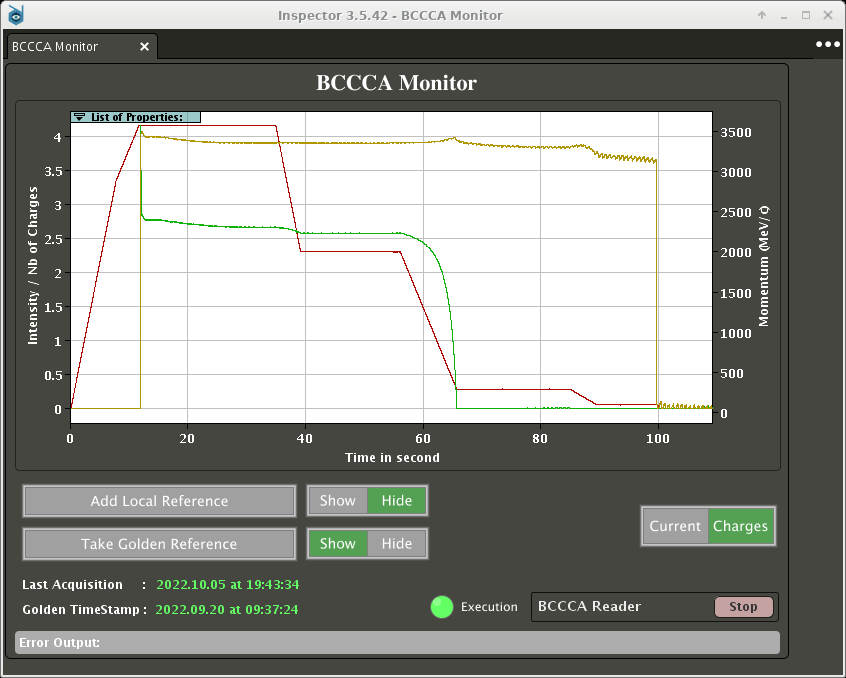 Inspector 3.5.42 - BCCCA Monitor
BCCCA Monitor
BCCCA Monitor
List of Properties:
4
3.5
3
2.5
2
1.5
1
0.5
0
Intensity / Nb of Charges
3500
3000
2500
2000
1500
1000
500
0
Momentum (MeV/c)
0 20 40 60 80 100
Time in second
Add Local Reference Show Hide
Take Golden Reference Show Hide
Current Charges
Last Acquisition : 2022.10.05 at 19:43:34
Golden TimeStamp : 2022.09.20 at 09:37:24
Execution BCCCA Reader Stop
Error Output: